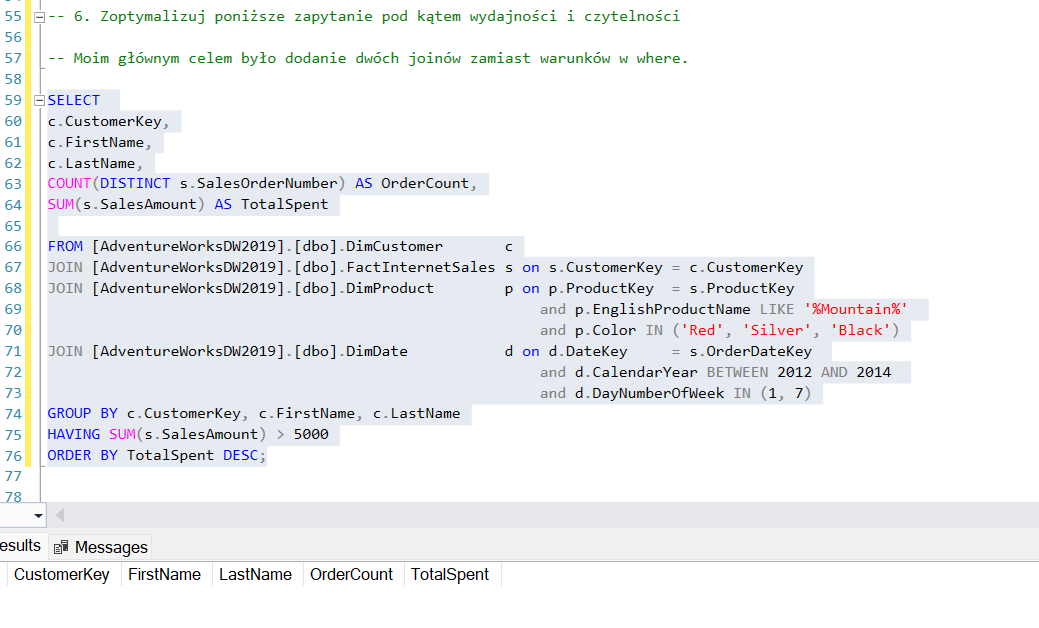 55 -- 6. Zoptymalizuj poniższe zapytanie pod kątem wydajności i czytelności
56
57 -- Moim głównym celem było dodanie dwóch joinów zamiast warunków w where.
58
59 SELECT
60 c.CustomerKey,
61 c.FirstName,
62 c.LastName,
63 COUNT(DISTINCT s.SalesOrderNumber) AS OrderCount,
64 SUM(s.SalesAmount) AS TotalSpent
65
66 FROM [AdventureWorksDW2019].[dbo].DimCustomer c
67 JOIN [AdventureWorksDW2019].[dbo].FactInternetSales s on s.CustomerKey = c.CustomerKey
68 JOIN [AdventureWorksDW2019].[dbo].DimProduct p on p.ProductKey = s.ProductKey
69 and p.EnglishProductName LIKE '%Mountain%'
70 and p.Color IN ('Red', 'Silver', 'Black')
71 JOIN [AdventureWorksDW2019].[dbo].DimDate d on d.DateKey = s.OrderDateKey
72 and d.CalendarYear BETWEEN 2012 AND 2014
73 and d.DayNumberOfWeek IN (1, 7)
74 GROUP BY c.CustomerKey, c.FirstName, c.LastName
75 HAVING SUM(s.SalesAmount) > 5000
76 ORDER BY TotalSpent DESC;
77
78
esults Messages
CustomerKey FirstName LastName OrderCount TotalSpent